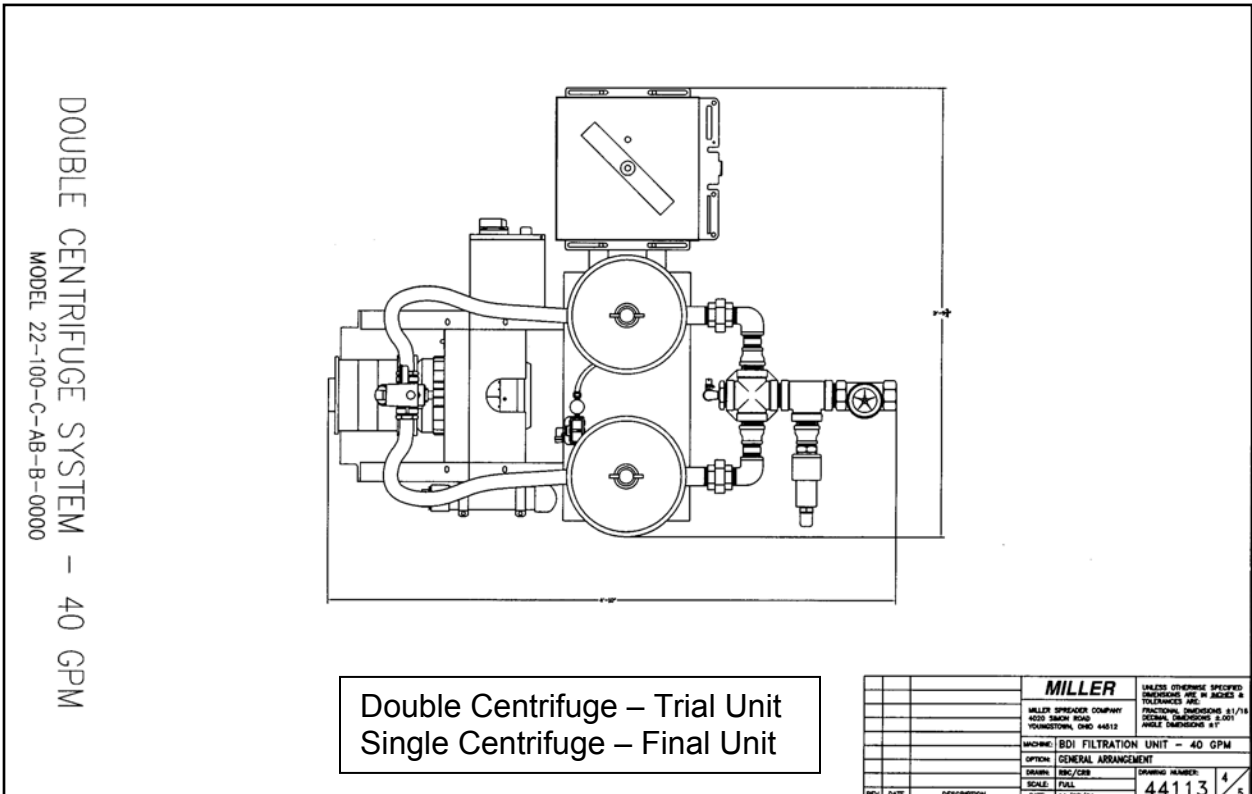 DOUBLE CENTRIFUGE SYSTEM - 40 GPM
MODEL 22-100-C-AB-B-0000
Double Centrifuge – Trial Unit
Single Centrifuge – Final Unit
MILLER
MILLER SPREADER COMPANY
4020 SIMON ROAD
YOUNGSTOWN, OHIO 44512
UNLESS OTHERWISE SPECIFIED
DIMENSIONS ARE IN INCHES &
TOLERANCES ARE:
FRACTIONAL DIMENSIONS ±1/16
DECIMAL DIMENSIONS ±.001
ANGLE DIMENSIONS ±1°
MACHINE: BDI FILTRATION UNIT - 40 GPM
OPTION: GENERAL ARRANGEMENT
DRAWN: RBC/CRB
SCALE: FULL
DRAWING NUMBER:
44113 4/5
REV DATE DESCRIPTION